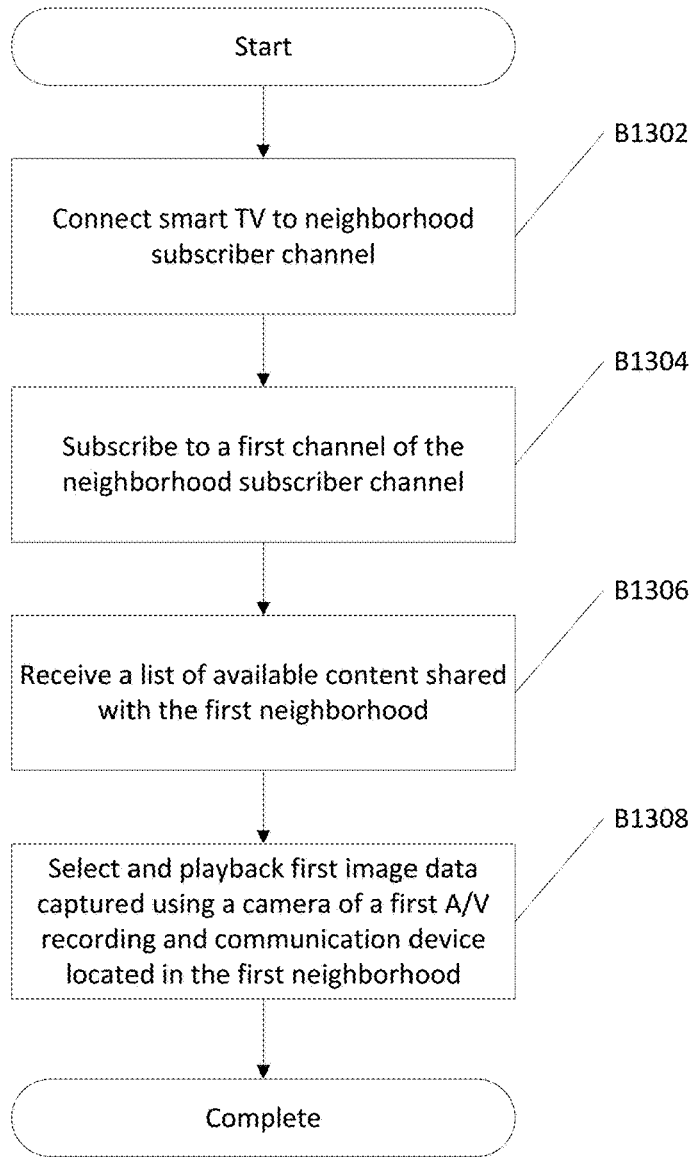 Start
B1302
Connect smart TV to neighborhood
subscriber channel
B1304
Subscribe to a first channel of the
neighborhood subscriber channel
B1306
Receive a list of available content shared
with the first neighborhood
B1308
Select and playback first image data
captured using a camera of a first A/V
recording and communication device
located in the first neighborhood
Complete